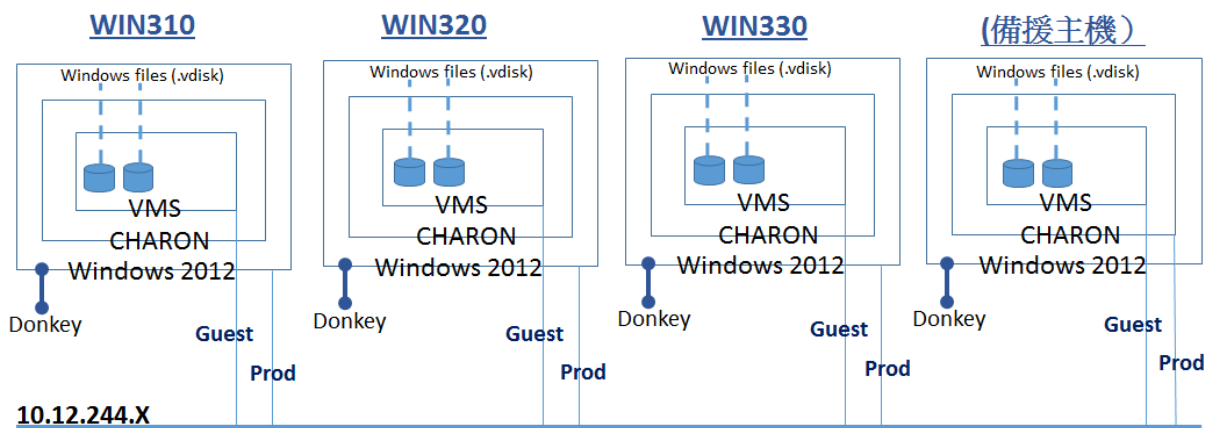 WIN310
WIN320
WIN330
(備援主機）
Windows files (.vdisk)
Windows files (.vdisk)
Windows files (.vdisk)
Windows files (.vdisk)
VMS
CHARON
Windows 2012
VMS
CHARON
Windows 2012
VMS
CHARON
Windows 2012
VMS
CHARON
Windows 2012
Donkey
Guest
Prod
Donkey
Guest
Prod
Donkey
Guest
Prod
Donkey
Guest
Prod
10.12.244.X